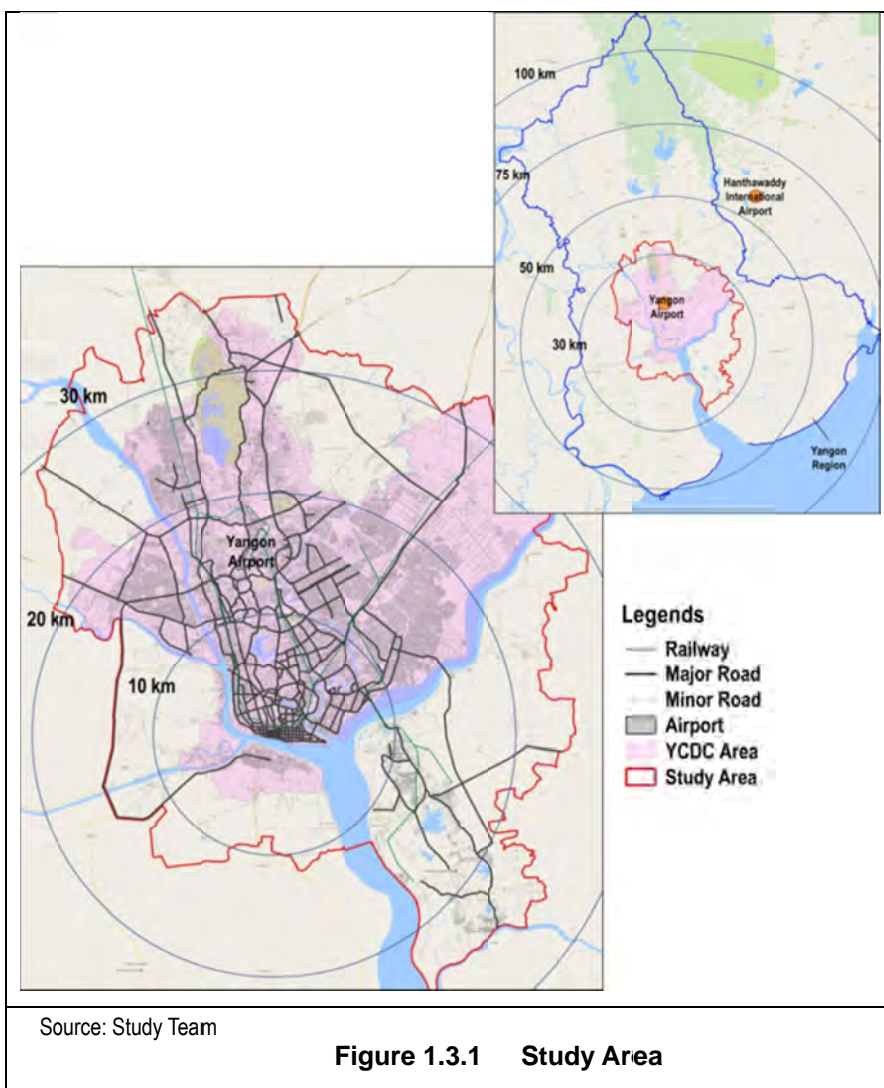 100 km
75 km
Hanthawaddy
International
Airport
50 km
Yangon
Airport
30 km
Yangon
Region
30 km
Yangon
Airport
20 km
10 km
Legends
Railway
Major Road
Minor Road
Airport
YCDC Area
Study Area
Source: Study Team
Figure 1.3.1 Study Area